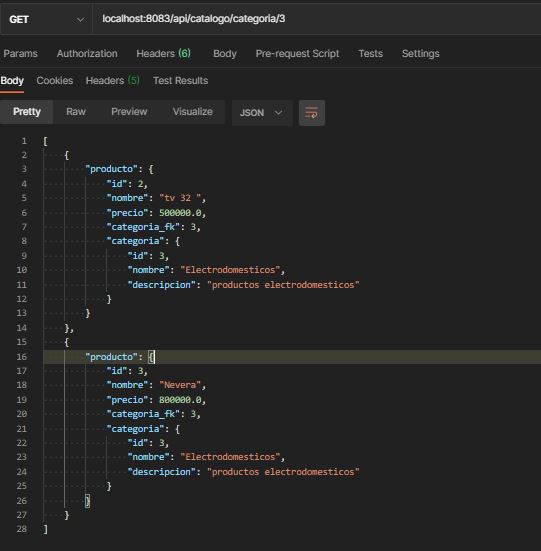 GET localhost:8083/api/catalogo/categoria/3
Params Authorization Headers (6) Body Pre-request Script Tests Settings
Body Cookies Headers (5) Test Results
Pretty Raw Preview Visualize JSON
1 [
2 {
3 "producto": {
4 "id": 2,
5 "nombre": "tv 32 ",
6 "precio": 500000.0,
7 "categoria_fk": 3,
8 "categoria": {
9 "id": 3,
10 "nombre": "Electrodomesticos",
11 "descripcion": "productos electrodomesticos"
12 }
13 }
14 },
15 {
16 "producto": {
17 "id": 3,
18 "nombre": "Nevera",
19 "precio": 800000.0,
20 "categoria_fk": 3,
21 "categoria": {
22 "id": 3,
23 "nombre": "Electrodomesticos",
24 "descripcion": "productos electrodomesticos"
25 }
26 }
27 }
28 ]